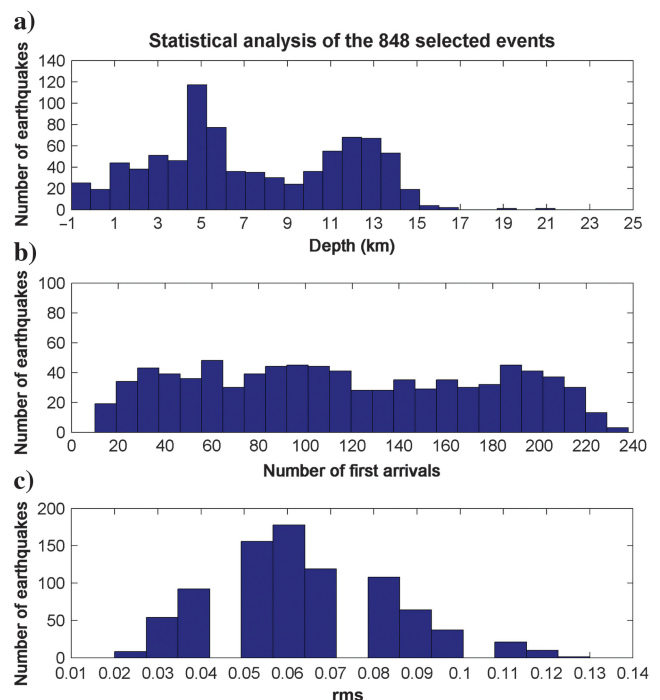 a)
Statistical analysis of the 848 selected events
Number of earthquakes
140
120
100
80
60
40
20
0
–1 1 3 5 7 9 11 13 15 17 19 21 23 25
Depth (km)
b)
Number of earthquakes
100
80
60
40
20
0
0 20 40 60 80 100 120 140 160 180 200 220 240
Number of first arrivals
c)
Number of earthquakes
200
150
100
50
0
0.01 0.02 0.03 0.04 0.05 0.06 0.07 0.08 0.09 0.1 0.11 0.12 0.13 0.14
rms